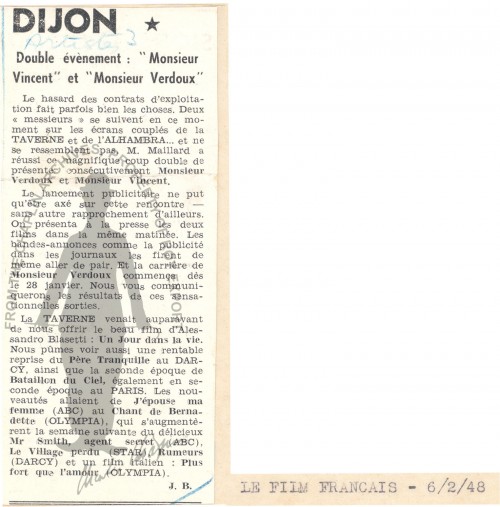 DIJON ★
Artiste 3
Double évènement : "Monsieur
Vincent" et "Monsieur Verdoux"
Le hasard des contrats d'exploita-
tion fait parfois bien les choses. Deux
« messieurs » se suivent en ce mo-
ment sur les écrans couplés de la
TAVERNE et de l'ALHAMBRA... et ne
se ressemblent pas. M. Maillard a
réussi ce magnifique coup double de
présenter consécutivement Monsieur
Verdoux et Monsieur Vincent.
Le lancement publicitaire ne put
qu'être axé sur cette rencontre —
sans autre rapprochement d'ailleurs.
On présenta à la presse les deux
films dans la même matinée. Les
bandes-annonces comme la publicité
dans les journaux les firent de
même aller de pair. Et la carrière de
Monsieur Verdoux commença dès
le 28 janvier. Nous vous communi-
querons les résultats de ces sensa-
tionnelles sorties.
La TAVERNE venait auparavant
de nous offrir le beau film d'Ales-
sandro Blasetti : Un Jour dans la vie.
Nous pûmes voir aussi une rentable
reprise du Père Tranquille au DAR-
CY, ainsi que la seconde époque de
Bataillon du Ciel, également en se-
conde époque au PARIS. Les nou-
veautés allaient de J'épouse ma
femme (ABC) au Chant de Berna-
dette (OLYMPIA), qui s'augmentè-
rent la semaine suivante du délicieux
Mr Smith, agent secret (ABC),
Le Village perdu (STAR) Rumeurs
(DARCY) et un film italien : Plus
fort que l'amour (OLYMPIA).
J. B.
LE FILM FRANCAIS - 6/2/48